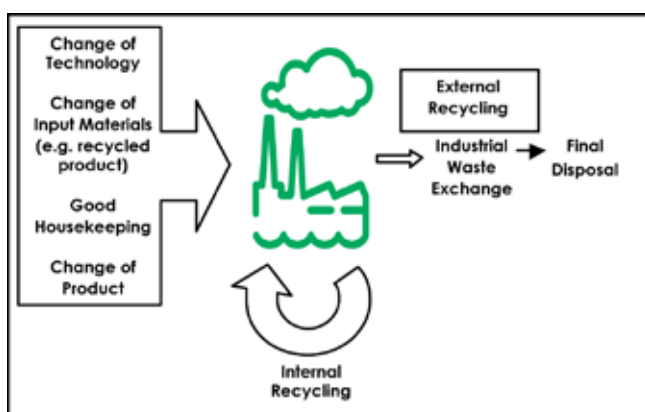 Change of
Technology
Change of
Input Materials
(e.g. recycled
product)
Good
Housekeeping
Change of
Product
External
Recycling
Industrial
Waste
Exchange
Final
Disposal
Internal
Recycling